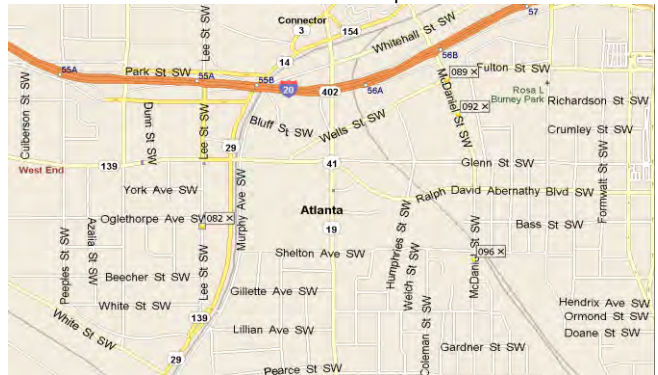 Connector
3
154
57
Whitehall St SW
14
56B
55A
Park St SW
55A
55B
20
402
56A
089 ×
Fulton St SW
Rosa L
Burney Park
Richardson St SW
092 ×
Culberson St SW
Dunn St SW
Lee St SW
Lee St SW
Bluff St SW
Wells St SW
McDaniel St SW
Crumley St SW
29
139
41
Glenn St SW
West End
York Ave SW
Ralph David Abernathy Blvd SW
Formwalt St SW
Oglethorpe Ave SW
082 ×
Murphy Ave SW
Atlanta
19
Humphries St SW
Bass St SW
Peeples St SW
Azalia St SW
Lee St SW
Shelton Ave SW
Welch St SW
McDaniel St SW
096 ×
Beecher St SW
Gillette Ave SW
White St SW
139
Hendrix Ave SW
Ormond St SW
White St SW
Lillian Ave SW
Coleman St SW
Doane St SW
29
Pearce St SW
Gardner St SW